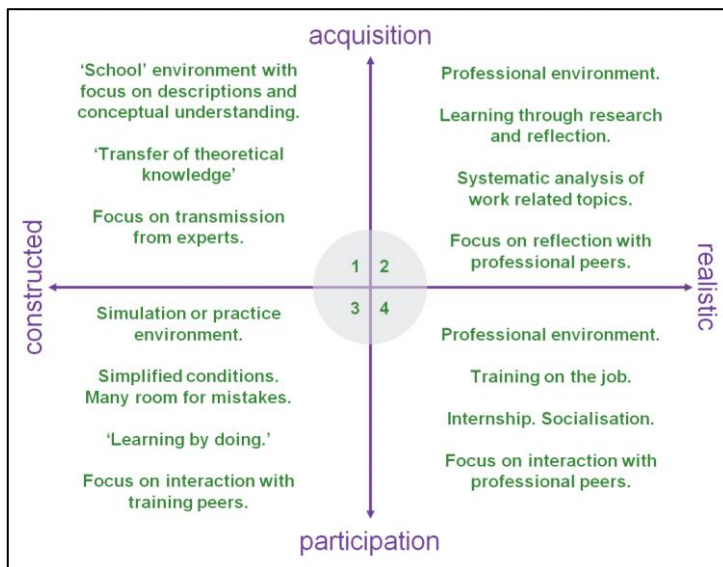 acquisition
‘School’ environment with
focus on descriptions and
conceptual understanding.
‘Transfer of theoretical
knowledge’
Focus on transmission
from experts.
Professional environment.
Learning through research
and reflection.
Systematic analysis of
work related topics.
Focus on reflection with
professional peers.
constructed
1 2
3 4
realistic
Simulation or practice
environment.
Simplified conditions.
Many room for mistakes.
‘Learning by doing.’
Focus on interaction with
training peers.
Professional environment.
Training on the job.
Internship. Socialisation.
Focus on interaction with
professional peers.
participation